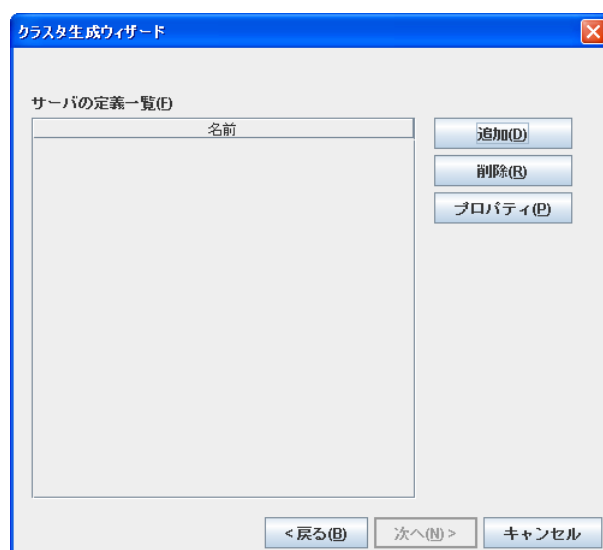 クラスタ生成ウィザード
サーバの定義一覧(F)
名前
追加(D)
削除(R)
プロパティ(P)
<戻る(B)
次へ(N)>
キャンセル